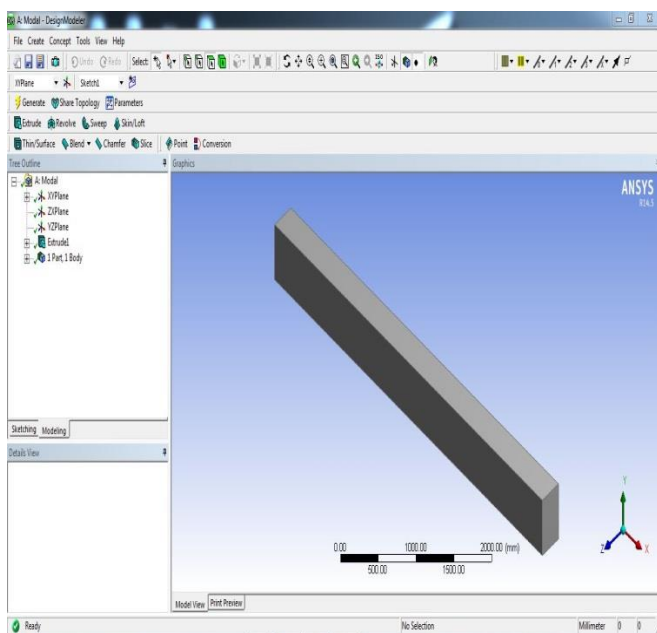 A: Modal - DesignModeler
File Create Concept Tools View Help
Undo Redo Select:
XYPlane Sketch1
Generate Share Topology Parameters
Extrude Revolve Sweep Skin/Loft
Thin/Surface Blend Chamfer Slice Point Conversion
Tree Outline
A: Modal
XYPlane
ZXPlane
YZPlane
Extrude1
1 Part, 1 Body
Sketching Modeling
Details View
Graphics
ANSYS
R14.5
0.00 1000.00 2000.00 (mm)
500.00 1500.00
Y
Z X
Model View Print Preview
Ready No Selection Millimeter 0 0